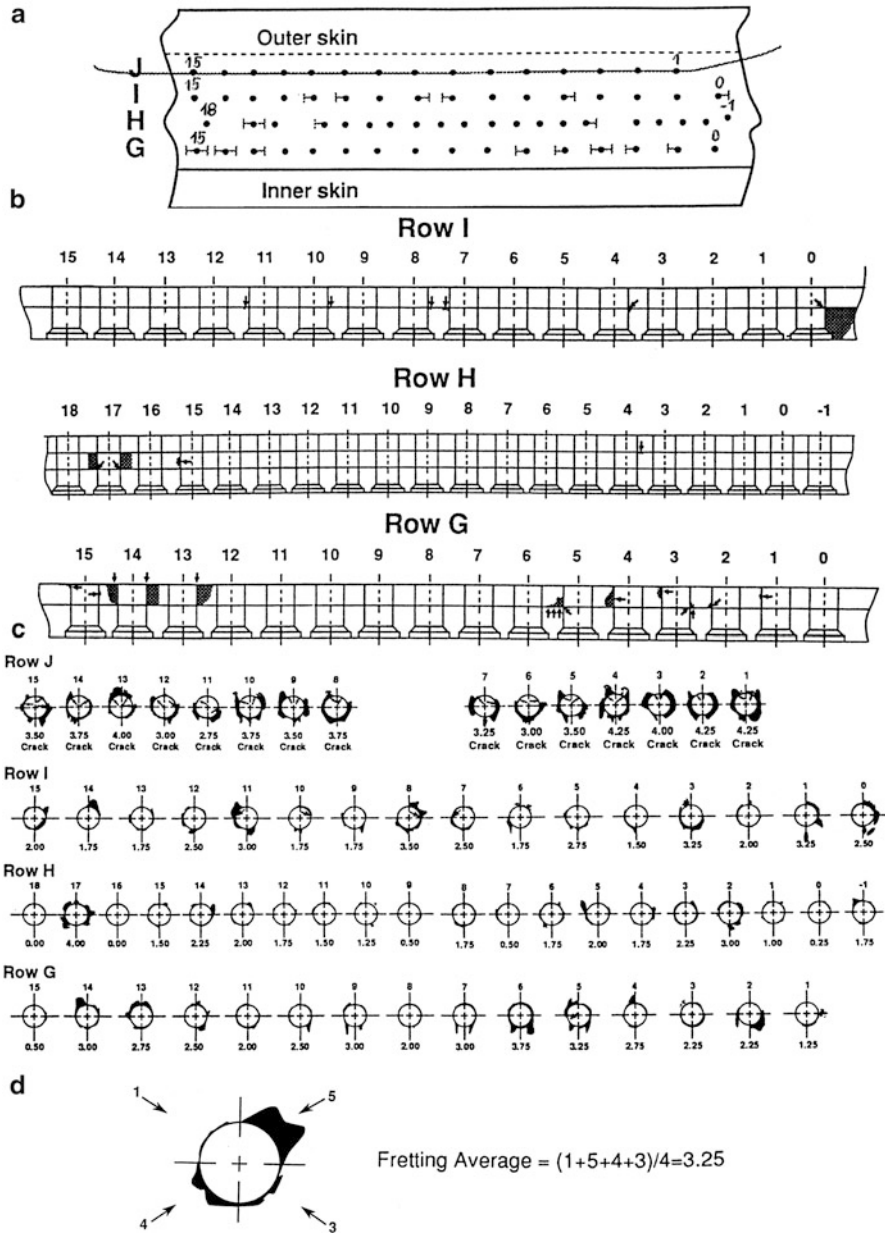 a
Outer skin
J 15 1
I 15 0
H 18 -1
G 15 0
Inner skin
b
Row I
15 14 13 12 11 10 9 8 7 6 5 4 3 2 1 0
Row H
18 17 16 15 14 13 12 11 10 9 8 7 6 5 4 3 2 1 0 -1
Row G
15 14 13 12 11 10 9 8 7 6 5 4 3 2 1 0
c
Row J
15 14 13 12 11 10 9 8 7 6 5 4 3 2 1
3.50 3.75 4.00 3.00 2.75 3.75 3.50 3.75 3.25 3.00 3.50 4.25 4.00 4.25 4.25
Crack Crack Crack Crack Crack Crack Crack Crack Crack Crack Crack Crack Crack Crack Crack
Row I
15 14 13 12 11 10 9 8 7 6 5 4 3 2 1 0
2.00 1.75 1.75 2.50 3.00 1.75 1.75 3.50 2.50 1.75 2.75 1.50 3.25 2.00 3.25 2.50
Row H
18 17 16 15 14 13 12 11 10 9 8 7 6 5 4 3 2 1 0 -1
0.00 4.00 0.00 1.50 2.25 2.00 1.75 1.50 1.25 0.50 1.75 0.50 1.75 2.00 1.75 2.25 3.00 1.00 0.25 1.75
Row G
15 14 13 12 11 10 9 8 7 6 5 4 3 2 1
0.50 3.00 2.75 2.50 2.00 2.50 3.00 2.00 3.00 3.75 3.25 2.75 2.25 2.25 1.25
d
1 5
Fretting Average = (1+5+4+3)/4=3.25
4 3